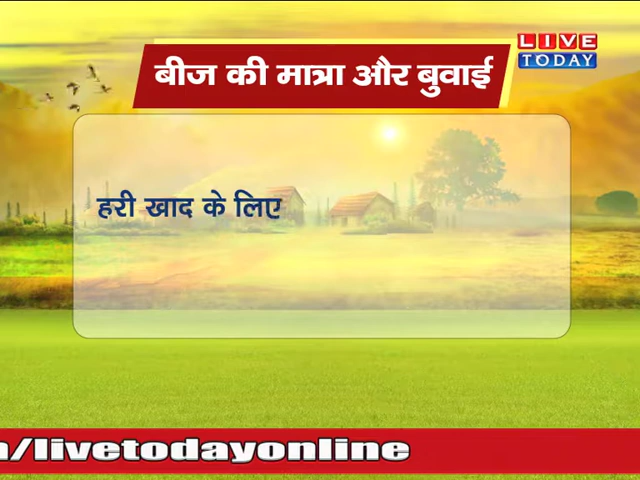 LIVE
TODAY
बीज की मात्रा और बुवाई
हरी खाद के लिए
/livetodayonline